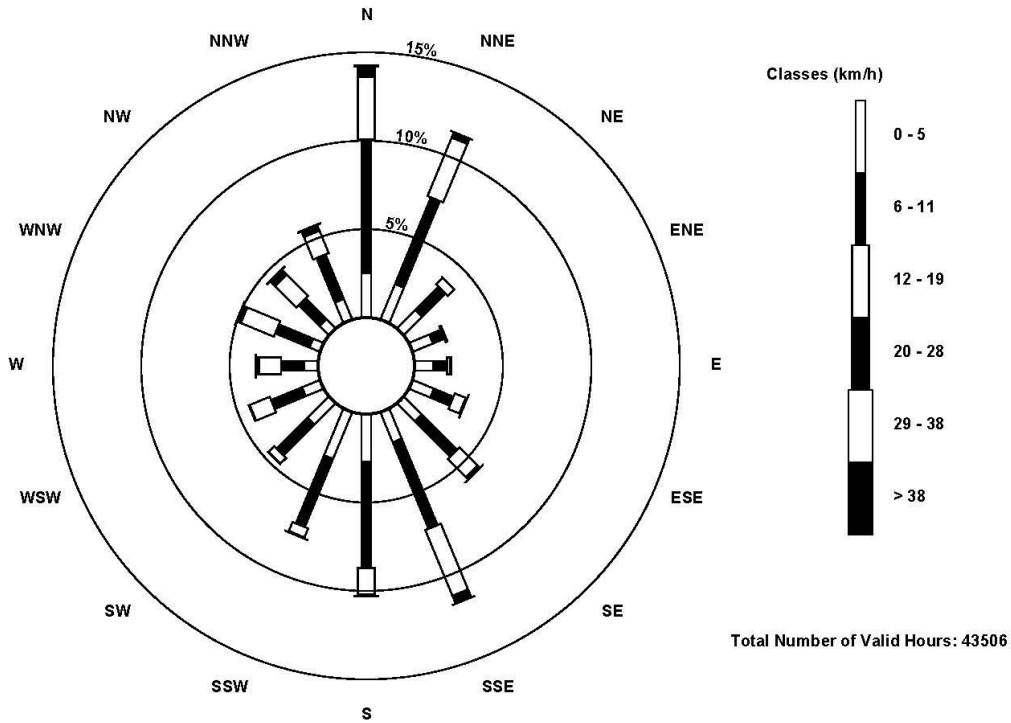 N
NNW
NNE
15%
Classes (km/h)
NW
NE
0 - 5
10%
6 - 11
5%
WNW
ENE
12 - 19
20 - 28
W
E
29 - 38
WSW
ESE
> 38
SW
SE
Total Number of Valid Hours: 43506
SSW
SSE
S